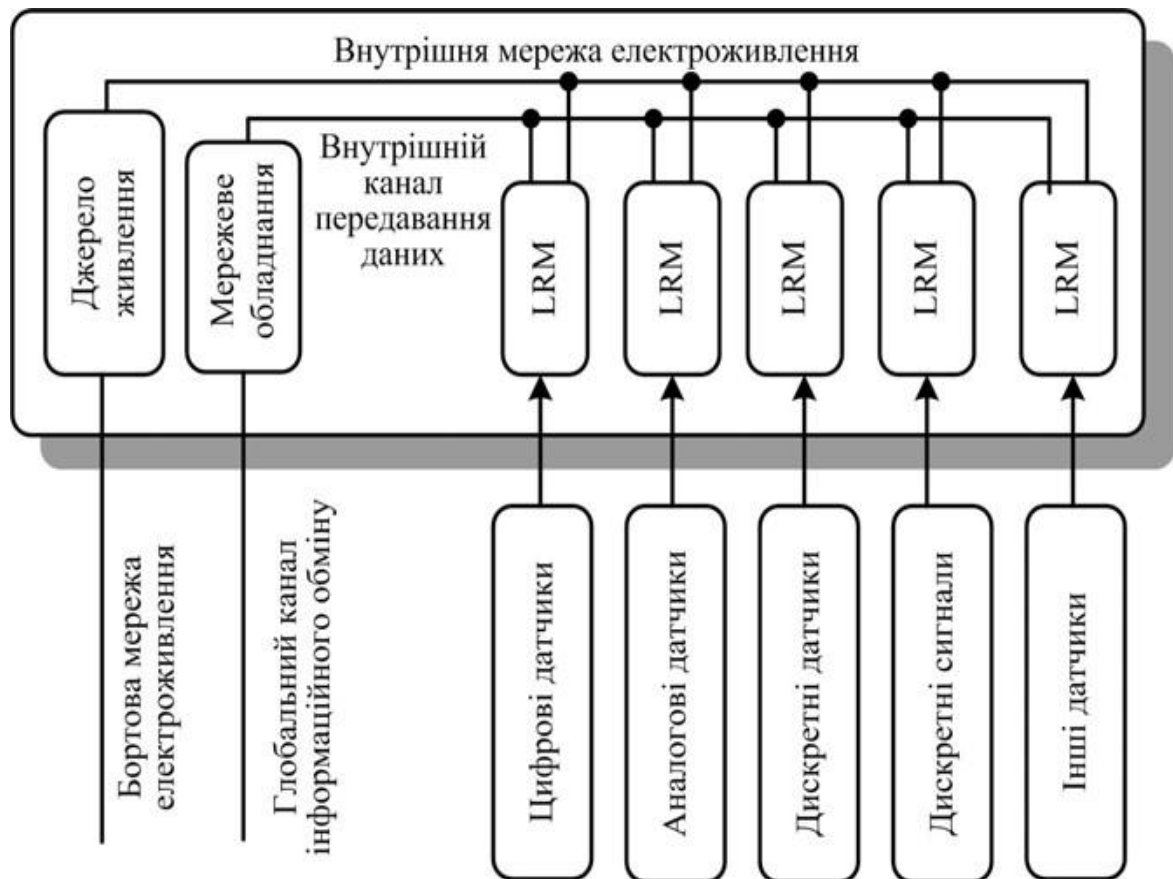 Внутрішня мережа електроживлення
Джерело
живлення
Мережеве
обладнання
Внутрішній
канал
передавання
даних
LRM
LRM
LRM
LRM
LRM
Бортова мережа
електроживлення
Глобальний канал
інформаційного обміну
Цифрові датчики
Аналогові датчики
Дискретні датчики
Дискретні сигнали
Інші датчики